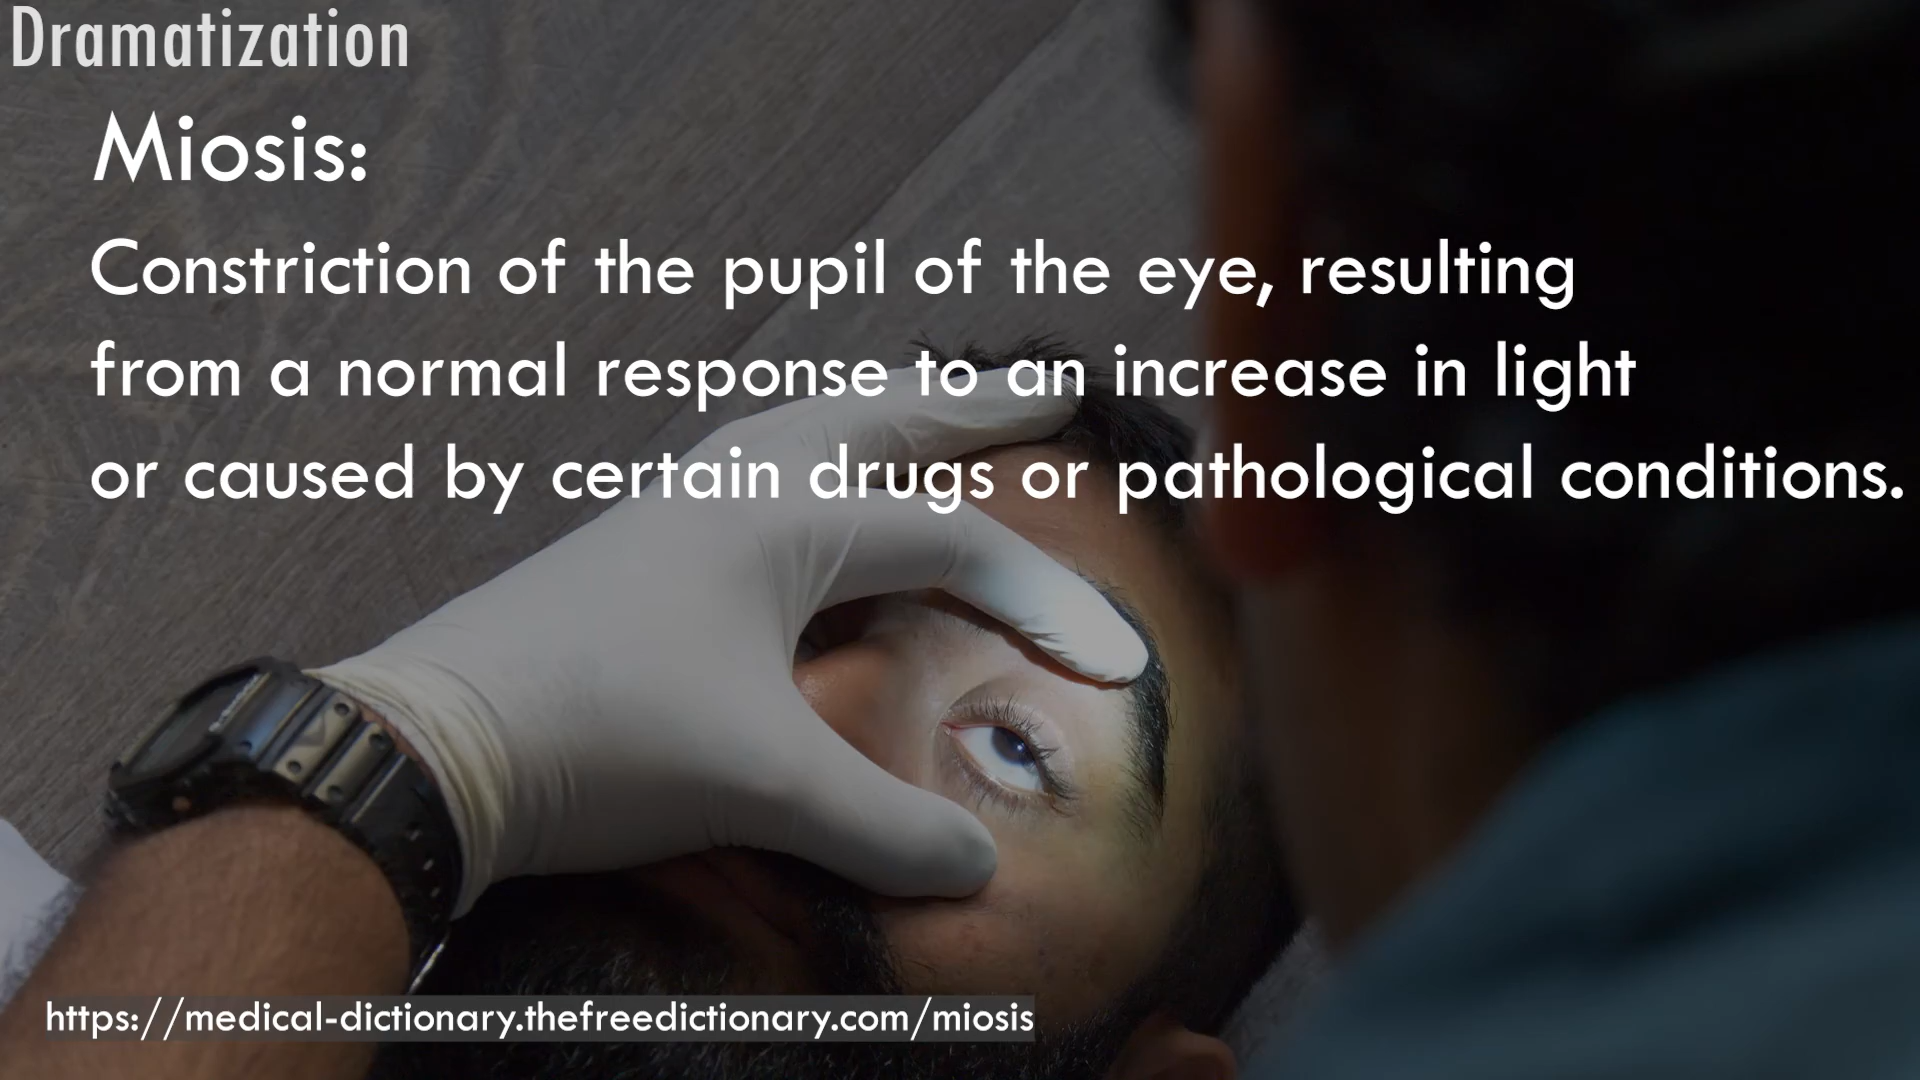 Dramatization
Miosis:
Constriction of the pupil of the eye, resulting
from a normal response to an increase in light
or caused by certain drugs or pathological conditions.
https://medical-dictionary.thefreedictionary.com/miosis